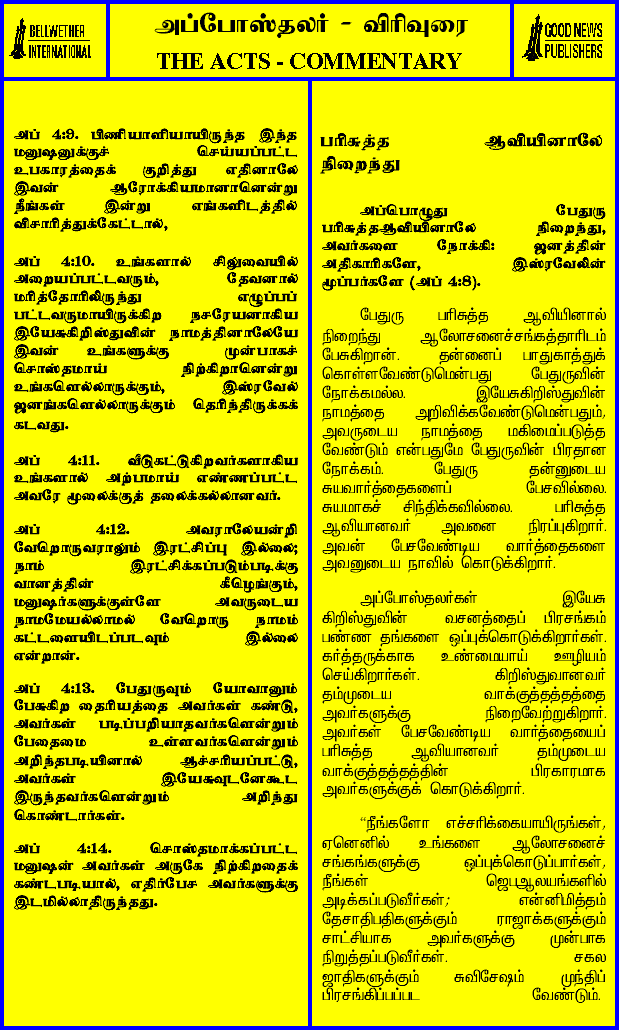 BELLWETHER
INTERNATIONAL
அப்போஸ்தலர் - விரிவுரை
THE ACTS - COMMENTARY
GOOD NEWS
PUBLISHERS
அப் 4:9. பிணியாளியாயிருந்த இந்த
மனுஷனுக்குச் செய்யப்பட்ட
உபகாரத்தைக் குறித்து எதினாலே
இவன் ஆரோக்கியமானானென்று
நீங்கள் இன்று எங்களிடத்தில்
விசாரித்துக்கேட்டால்,
அப் 4:10. உங்களால் சிலுவையில்
அறையப்பட்டவரும், தேவனால்
மரித்தோரிலிருந்து எழுப்பப்
பட்டவருமாயிருக்கிற நசரேயனாகிய
இயேசுகிறிஸ்துவின் நாமத்தினாலேயே
இவன் உங்களுக்கு முன்பாகச்
சொஸ்தமாய் நிற்கிறானென்று
உங்களெல்லாருக்கும், இஸ்ரவேல்
ஜனங்களெல்லாருக்கும் தெரிந்திருக்கக்
கடவது.
அப் 4:11. வீடுகட்டுகிறவர்களாகிய
உங்களால் அற்பமாய் எண்ணப்பட்ட
அவரே மூலைக்குத் தலைக்கல்லானவர்.
அப் 4:12. அவராலேயன்றி
வேறொருவராலும் இரட்சிப்பு இல்லை;
நாம் இரட்சிக்கப்படும்படிக்கு
வானத்தின் கீழெங்கும்,
மனுஷர்களுக்குள்ளே அவருடைய
நாமமேயல்லாமல் வேறொரு நாமம்
கட்டளையிடப்படவும் இல்லை
என்றான்.
அப் 4:13. பேதுருவும் யோவானும்
பேசுகிற தைரியத்தை அவர்கள் கண்டு,
அவர்கள் படிப்பறியாதவர்களென்றும்
பேதைமை உள்ளவர்களென்றும்
அறிந்தபடியினால் ஆச்சரியப்பட்டு,
அவர்கள் இயேசுவுடனேகூட
இருந்தவர்களென்றும் அறிந்து
கொண்டார்கள்.
அப் 4:14. சொஸ்தமாக்கப்பட்ட
மனுஷன் அவர்கள் அருகே நிற்கிறதைக்
கண்டபடியால், எதிர்பேச அவர்களுக்கு
இடமில்லாதிருந்தது.
பரிசுத்த ஆவியினாலே
நிறைந்து
அப்பொழுது பேதுரு
பரிசுத்தஆவியினாலே நிறைந்து,
அவர்களை நோக்கி: ஜனத்தின்
அதிகாரிகளே, இஸ்ரவேலின்
மூப்பர்களே (அப் 4:8).
பேதுரு பரிசுத்த ஆவியினால்
நிறைந்து ஆலோசனைச்சங்கத்தாரிடம்
பேசுகிறான். தன்னைப் பாதுகாத்துக்
கொள்ளவேண்டுமென்பது பேதுருவின்
நோக்கமல்ல. இயேசுகிறிஸ்துவின்
நாமத்தை அறிவிக்கவேண்டுமென்பதும்,
அவருடைய நாமத்தை மகிமைப்படுத்த
வேண்டும் என்பதுமே பேதுருவின் பிரதான
நோக்கம். பேதுரு தன்னுடைய
சுயவார்த்தைகளைப் பேசவில்லை.
சுயமாகச் சிந்திக்கவில்லை. பரிசுத்த
ஆவியானவர் அவனை நிரப்புகிறார்.
அவன் பேசவேண்டிய வார்த்தைகளை
அவனுடைய நாவில் கொடுக்கிறார்.
அப்போஸ்தலர்கள் இயேசு
கிறிஸ்துவின் வசனத்தைப் பிரசங்கம்
பண்ண தங்களை ஒப்புக்கொடுக்கிறார்கள்.
கர்த்தருக்காக உண்மையாய் ஊழியம்
செய்கிறார்கள். கிறிஸ்துவானவர்
தம்முடைய வாக்குத்தத்தத்தை
அவர்களுக்கு நிறைவேற்றுகிறார்.
அவர்கள் பேசவேண்டிய வார்த்தையைப்
பரிசுத்த ஆவியானவர் தம்முடைய
வாக்குத்தத்தத்தின் பிரகாரமாக
அவர்களுக்குக் கொடுக்கிறார்.
“நீங்களோ எச்சரிக்கையாயிருங்கள்,
ஏனெனில் உங்களை ஆலோசனைச்
சங்கங்களுக்கு ஒப்புக்கொடுப்பார்கள்,
நீங்கள் ஜெபஆலயங்களில்
அடிக்கப்படுவீர்கள்; என்னிமித்தம்
தேசாதிபதிகளுக்கும் ராஜாக்களுக்கும்
சாட்சியாக அவர்களுக்கு முன்பாக
நிறுத்தப்படுவீர்கள். சகல
ஜாதிகளுக்கும் சுவிசேஷம் முந்திப்
பிரசங்கிப்பப்பட வேண்டும்.